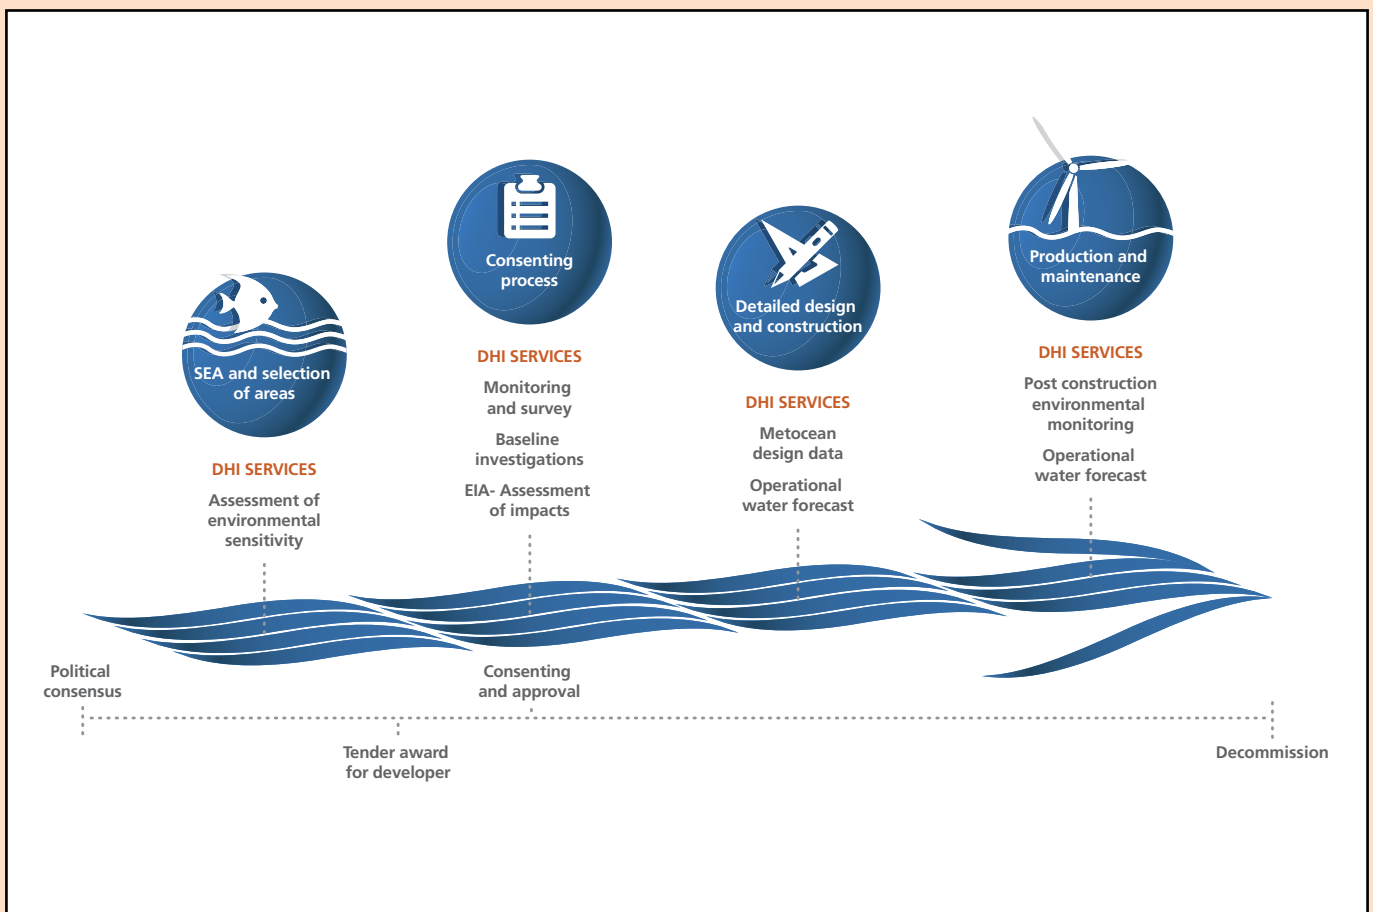 SEA and selection
of areas
DHI SERVICES
Assessment of
environmental
sensitivity
Consenting
process
DHI SERVICES
Monitoring
and survey
Baseline
investigations
EIA- Assessment
of impacts
Detailed design
and construction
DHI SERVICES
Metocean
design data
Operational
water forecast
Production and
maintenance
DHI SERVICES
Post construction
environmental
monitoring
Operational
water forecast
Political
consensus
Tender award
for developer
Consenting
and approval
Decommission